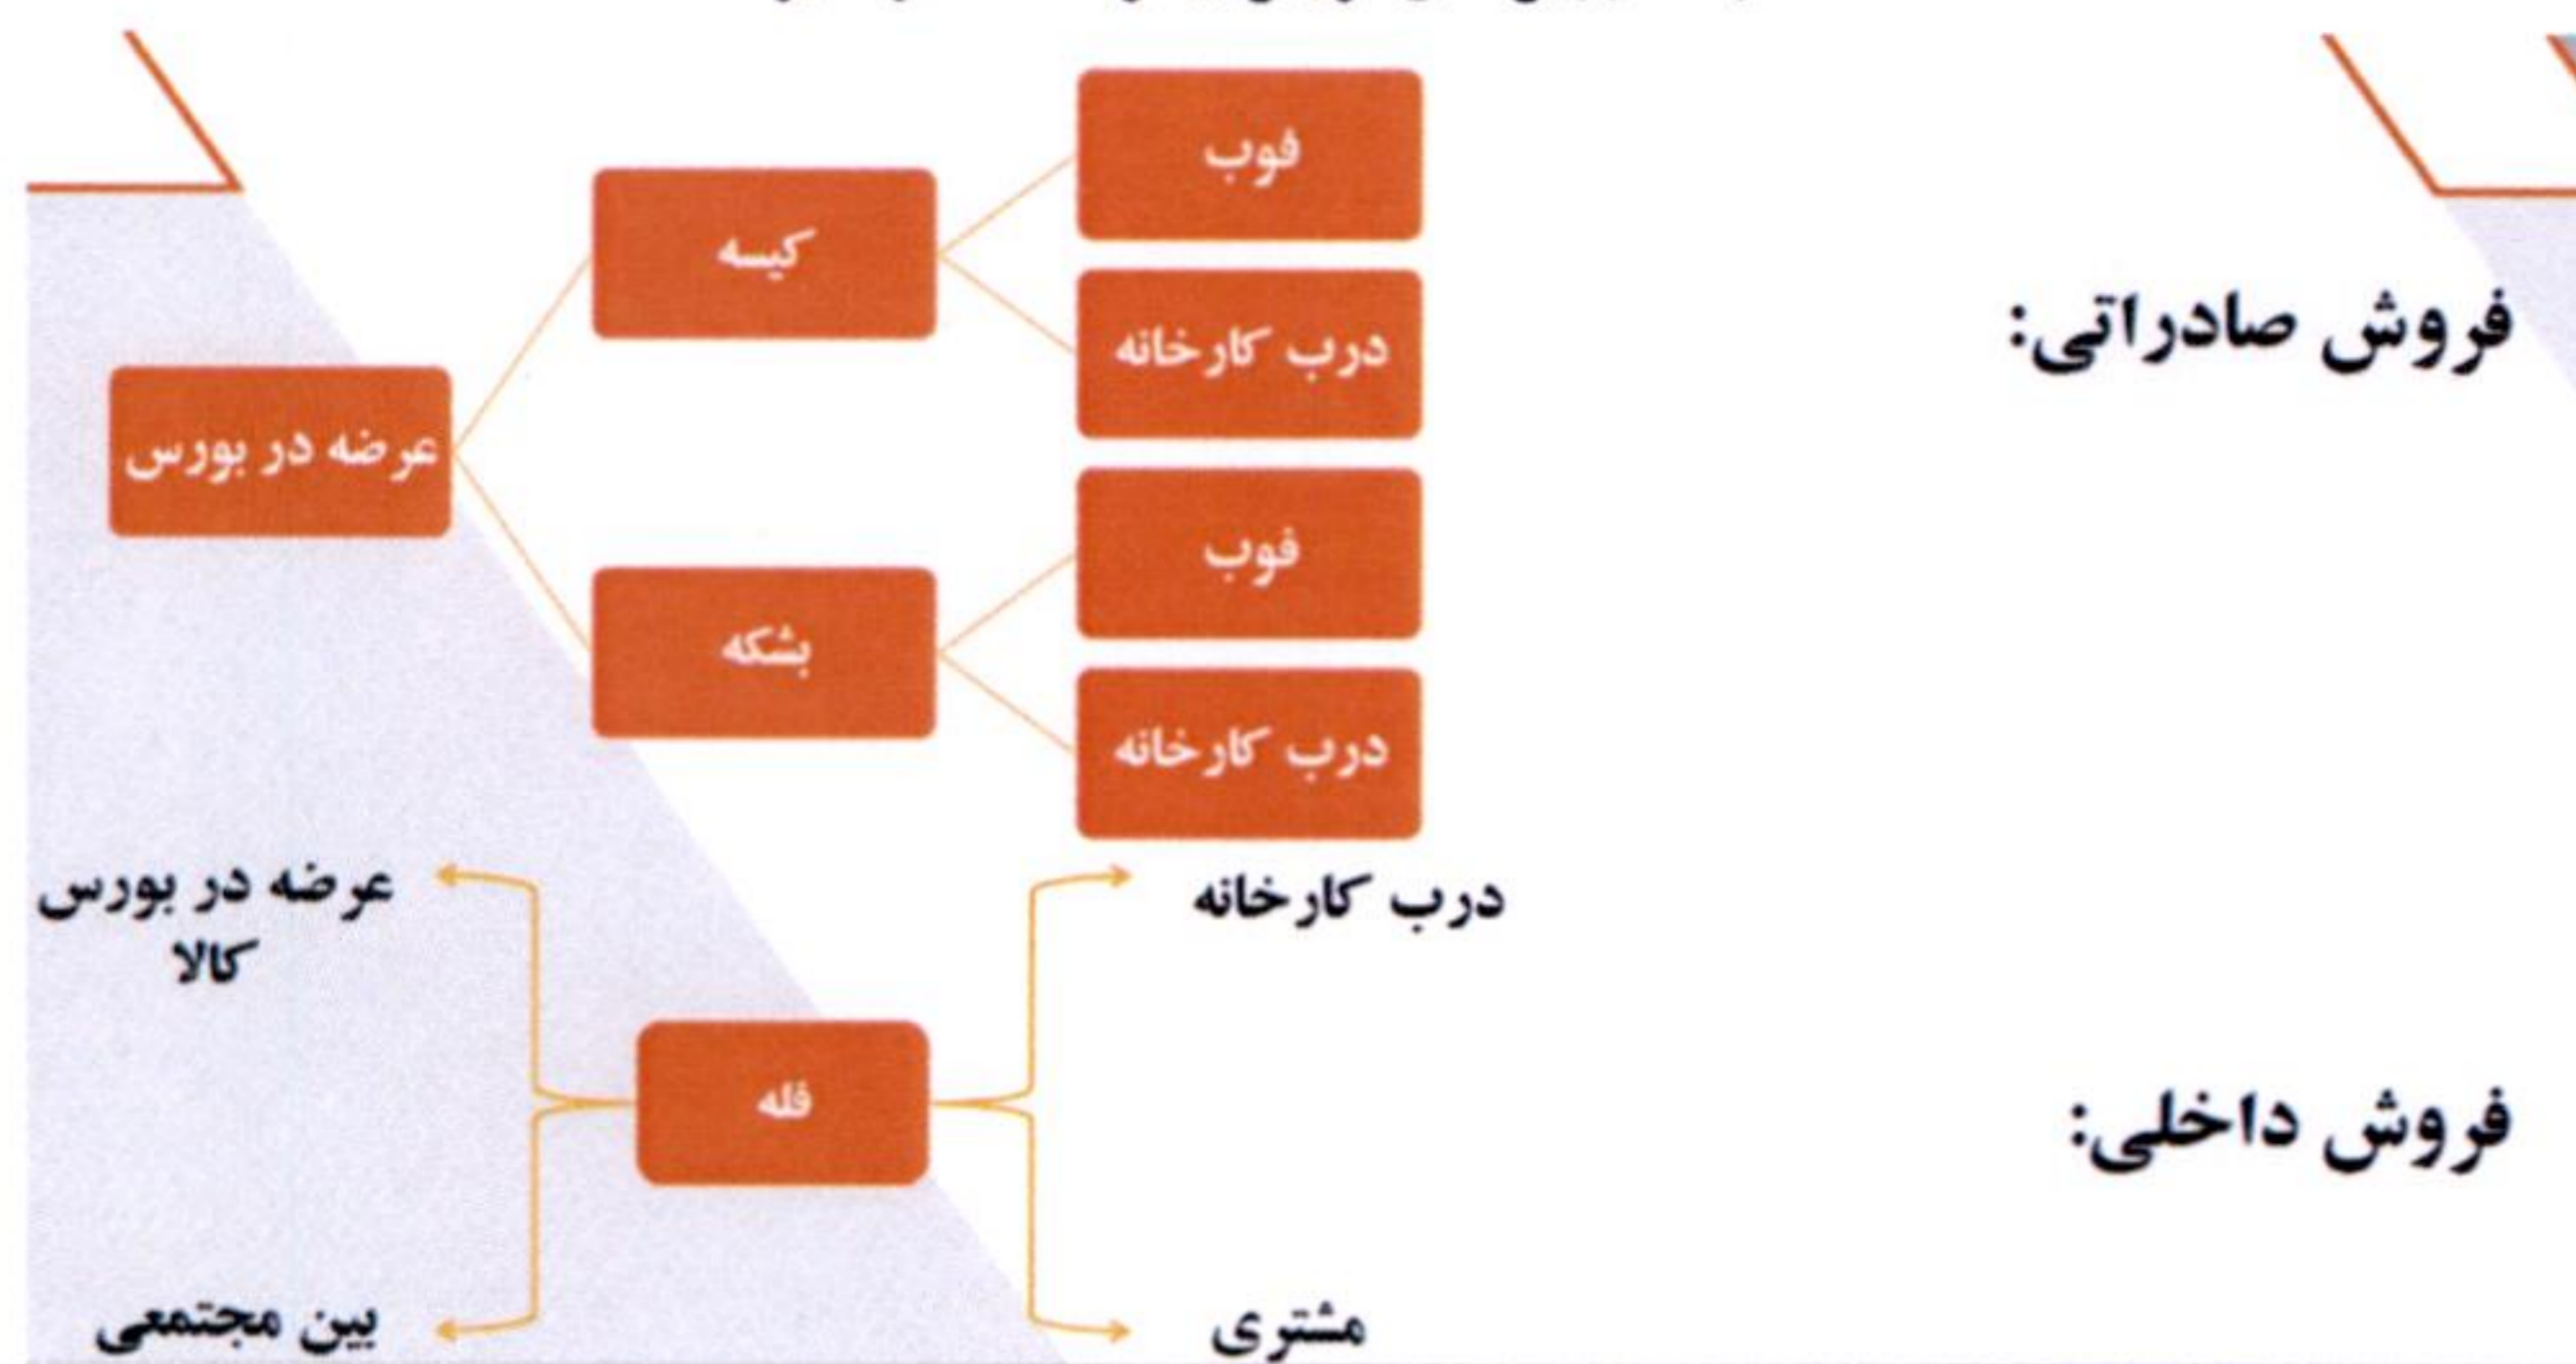 فروش صادراتی:
عرضه در بورس
کیسه
فوب
درب کارخانه
بشکه
فوب
درب کارخانه
فروش داخلی:
درب کارخانه
عرضه در بورس
کالا
فله
مشتری
بین مجتمعی